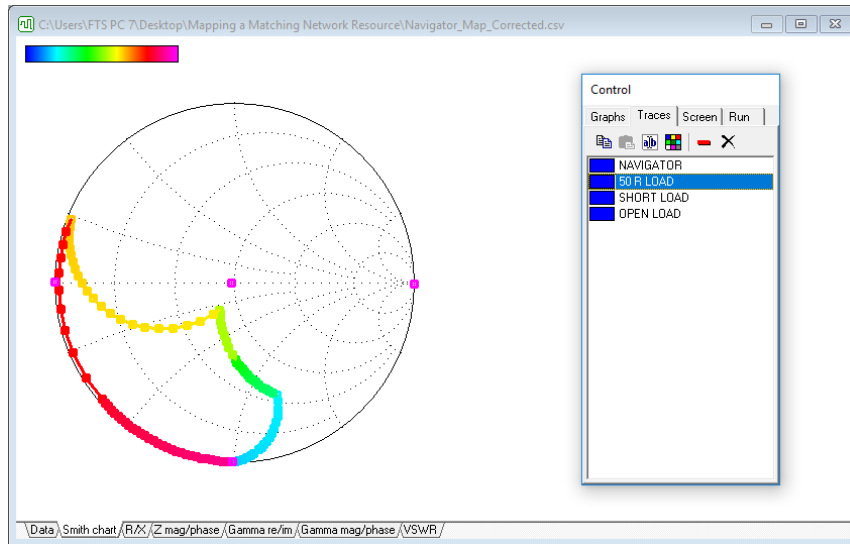 C:\Users\FTS PC 7\Desktop\Mapping a Matching Network Resource\Navigator_Map_Corrected.csv
Control
Graphs Traces Screen Run
a|b
NAVIGATOR
50 R LOAD
SHORT LOAD
OPEN LOAD
Data Smith chart R/X Z mag/phase Gamma re/im Gamma mag/phase VSWR